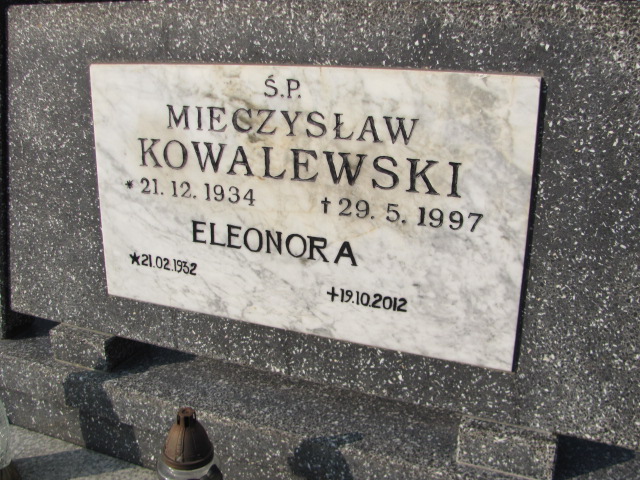 Ś.P.
MIECZYSŁAW
KOWALEWSKI
* 21. 12. 1934 † 29. 5. 1997
ELEONORA
★21.02.1932
+19.10.2012